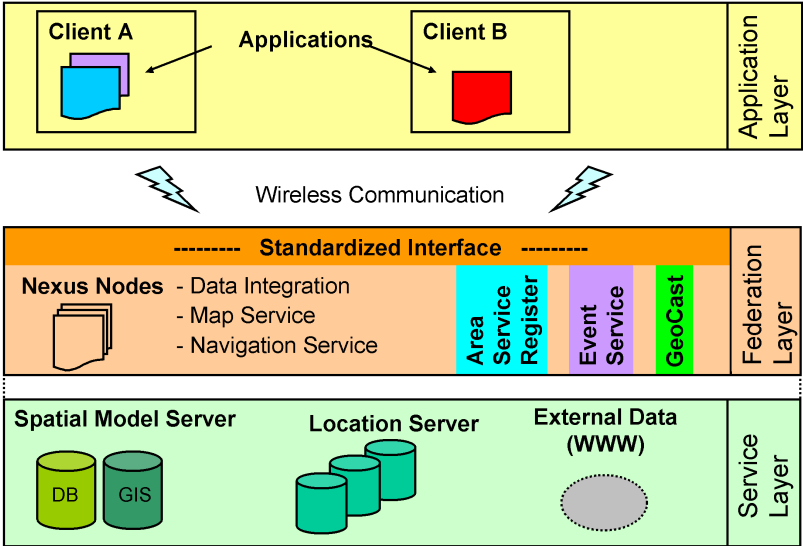 Client A
Applications
Client B
Application
Layer
Wireless Communication
--------- Standardized Interface ---------
Nexus Nodes
- Data Integration
- Map Service
- Navigation Service
Area
Service
Register
Event
Service
GeoCast
Federation
Layer
Spatial Model Server
DB
GIS
Location Server
External Data
(WWW)
Service
Layer